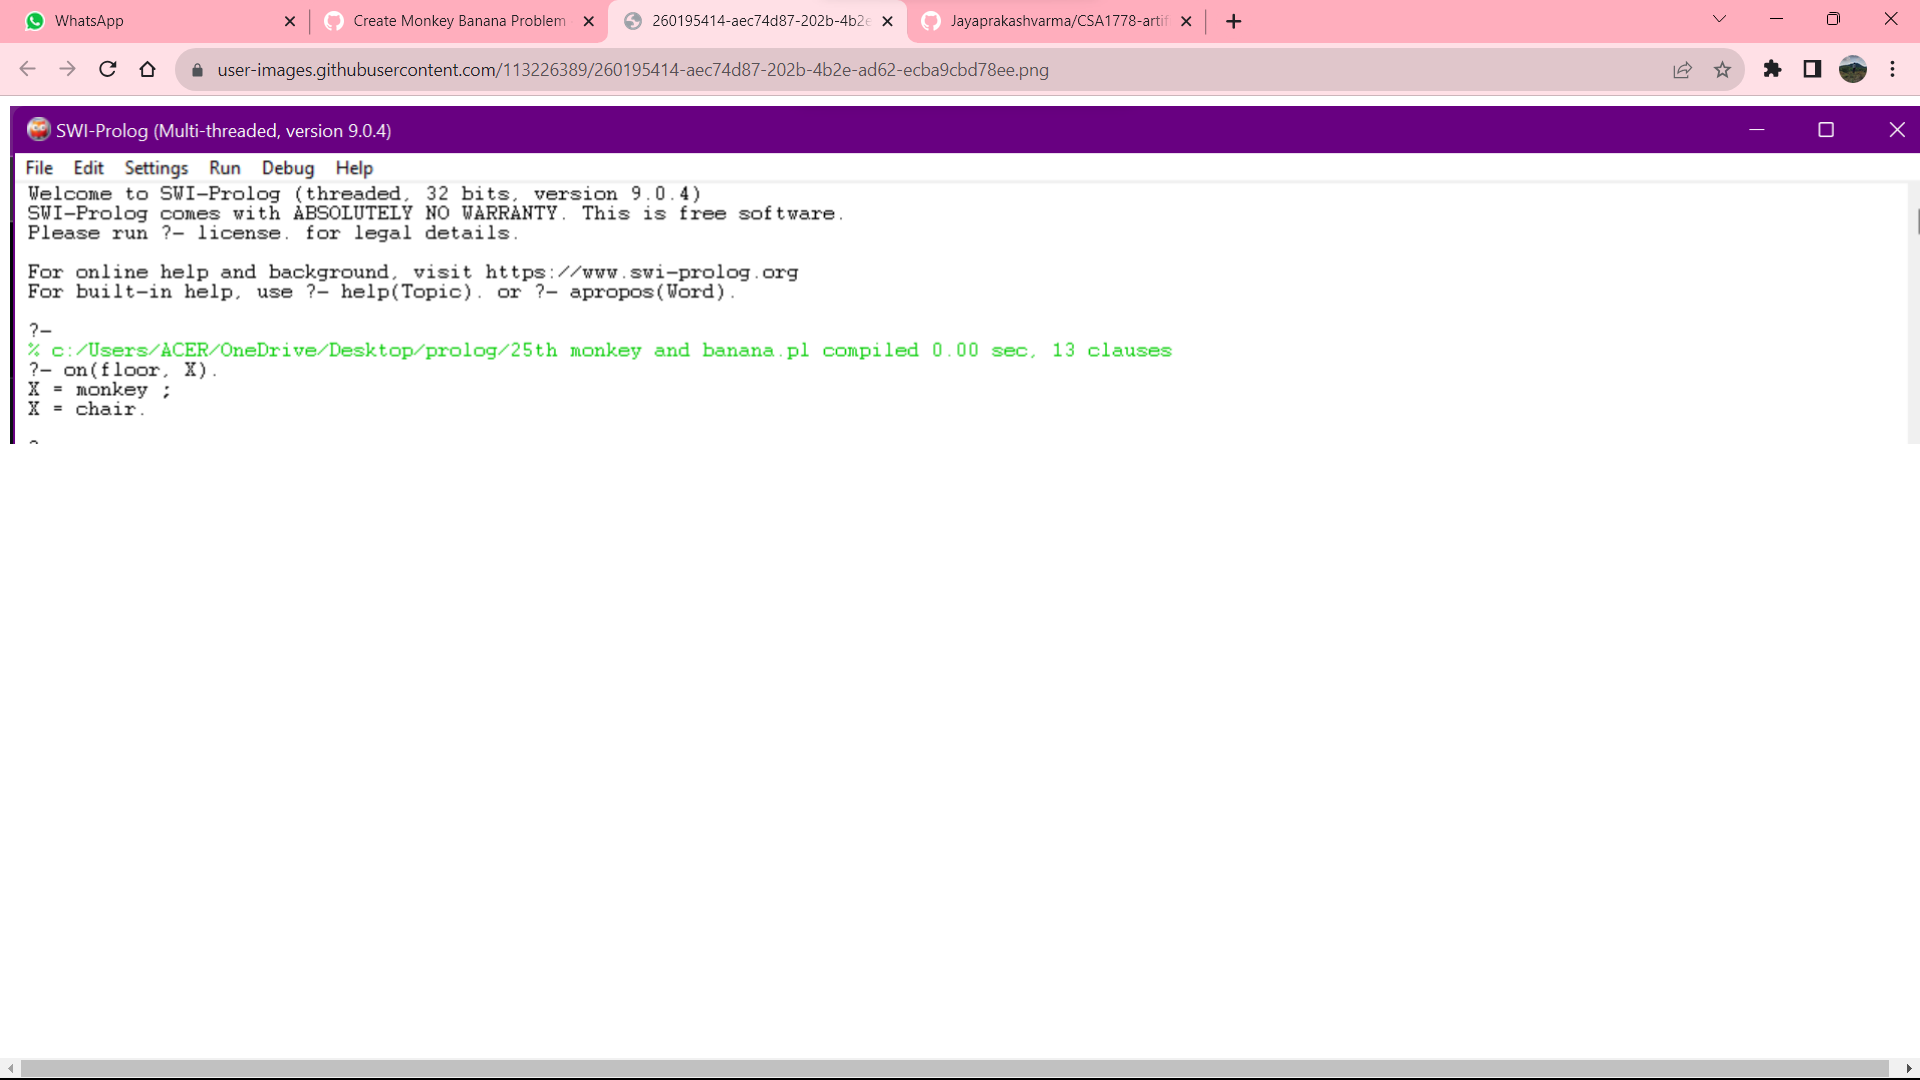 WhatsApp
Create Monkey Banana Problem
260195414-aec74d87-202b-4b2e
Jayaprakashvarma/CSA1778-artif
user-images.githubusercontent.com/113226389/260195414-aec74d87-202b-4b2e-ad62-ecba9cbd78ee.png
SWI-Prolog (Multi-threaded, version 9.0.4)
File Edit Settings Run Debug Help
Welcome to SWI-Prolog (threaded, 32 bits, version 9.0.4)
SWI-Prolog comes with ABSOLUTELY NO WARRANTY. This is free software.
Please run ?- license. for legal details.
For online help and background, visit https://www.swi-prolog.org
For built-in help, use ?- help(Topic). or ?- apropos(Word).
?-
% c:/Users/ACER/OneDrive/Desktop/prolog/25th monkey and banana.pl compiled 0.00 sec, 13 clauses
?- on(floor, X).
X = monkey ;
X = chair.